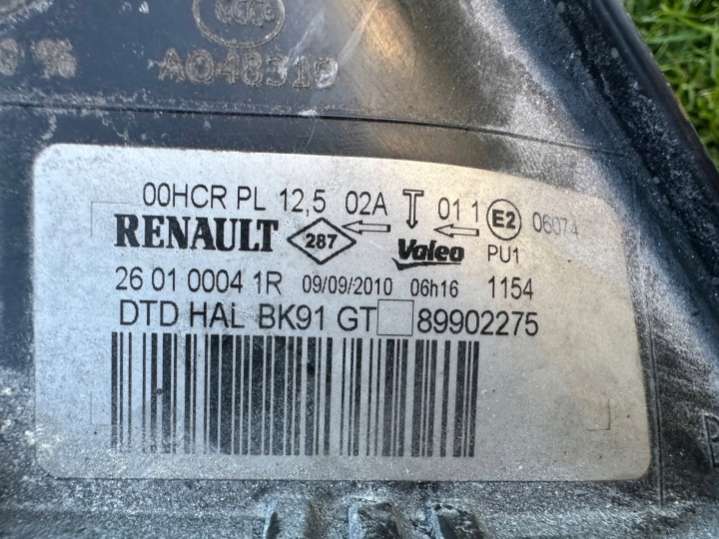 AO48319
00HCR PL 12,5 02A 01 1 E2 06074
RENAULT 287 Valeo PU1
26 01 0004 1R 09/09/2010 06h16 1154
DTD HAL BK91 GT 89902275